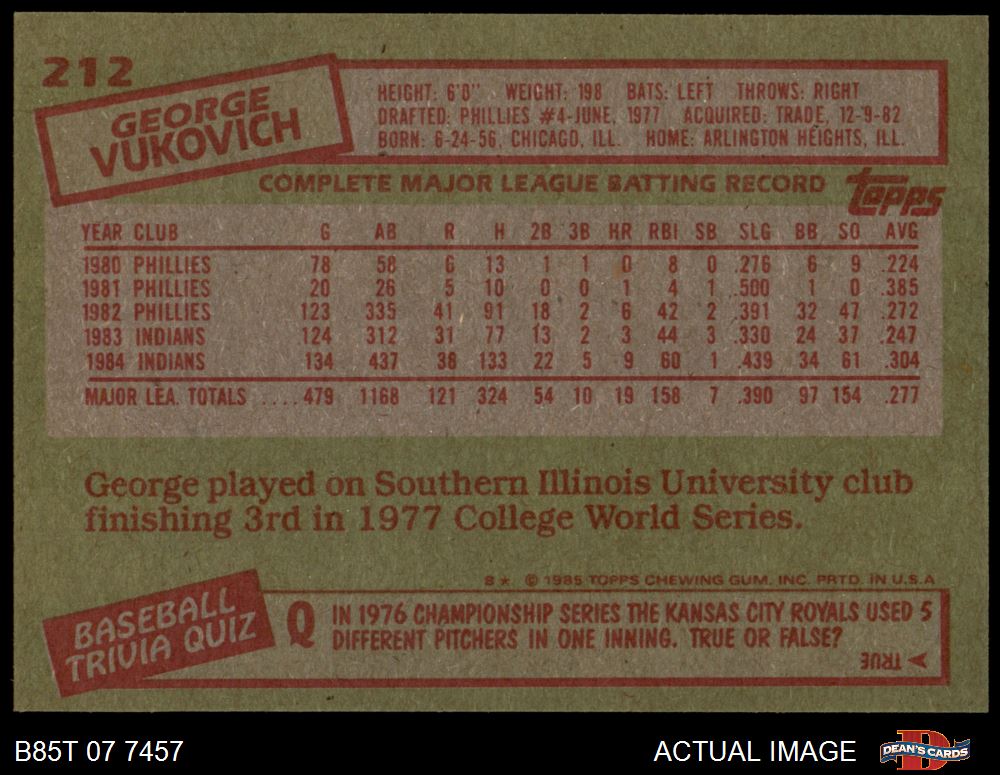 212
GEORGE
VUKOVICH
HEIGHT: 6'0" WEIGHT: 198 BATS: LEFT THROWS: RIGHT
DRAFTED: PHILLIES #4-JUNE, 1977 ACQUIRED: TRADE, 12-9-82
BORN: 6-24-56, CHICAGO, ILL. HOME: ARLINGTON HEIGHTS, ILL.
COMPLETE MAJOR LEAGUE BATTING RECORD
topps
YEAR CLUB G AB R H 2B 3B HR RBI SB SLG BB SO AVG
1980 PHILLIES 78 58 6 13 1 1 0 8 0 .276 6 9 .224
1981 PHILLIES 20 26 5 10 0 0 1 4 1 .500 1 0 .385
1982 PHILLIES 123 335 41 91 18 2 6 42 2 .391 32 47 .272
1983 INDIANS 124 312 31 77 13 2 3 44 3 .330 24 37 .247
1984 INDIANS 134 437 38 133 22 5 9 60 1 .439 34 61 .304
MAJOR LEA. TOTALS ....479 1168 121 324 54 10 19 158 7 .390 97 154 .277
George played on Southern Illinois University club
finishing 3rd in 1977 College World Series.
8★ © 1985 TOPPS CHEWING GUM. INC. PRTD. IN U.S.A
BASEBALL
TRIVIA QUIZ
Q IN 1976 CHAMPIONSHIP SERIES THE KANSAS CITY ROYALS USED 5
DIFFERENT PITCHERS IN ONE INNING. TRUE OR FALSE?
TRUE
B85T 07 7457
ACTUAL IMAGE
D
DEAN'S CARDS